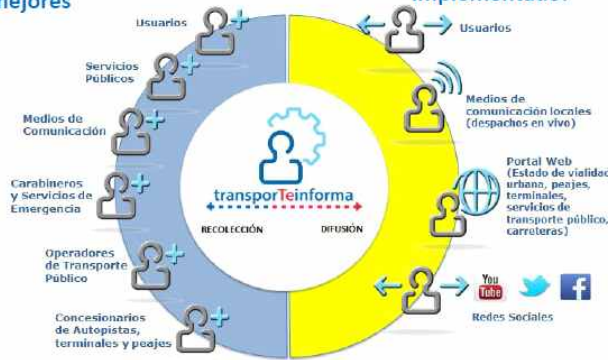 mejores
implementado?
Usuarios
Servicios
Públicos
Medios de
Comunicación
Carabineros
y Servicios de
Emergencia
Operadores
de Transporte
Público
Concesionarios
de Autopistas,
terminales y peajes
transporTeinforma
RECOLECCIÓN
DIFUSIÓN
Usuarios
Medios de
comunicación locales
(despachos en vivo)
Portal Web
(Estado de vialidad
urbana, peajes,
terminales,
servicios de
transporte público,
carreteras)
You
Tube
Redes Sociales